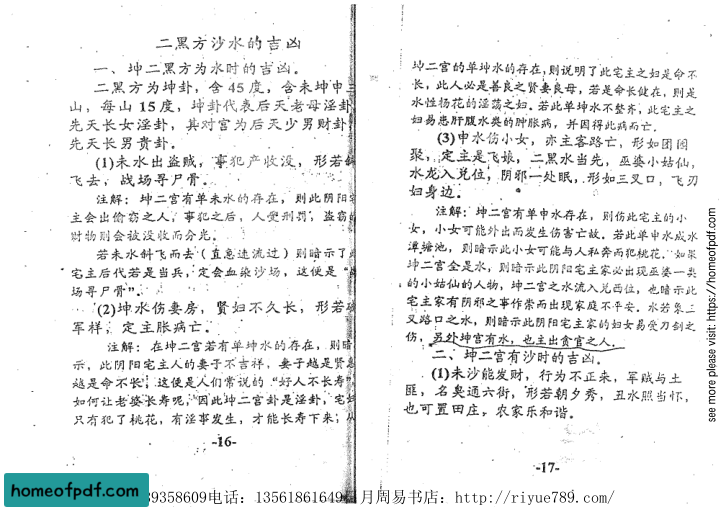 二黑方沙水的吉凶
一、坤二黑方为水时的吉凶.
二黑方为坤卦, 含45度, 含未坤申三
山, 每山15度, 坤卦代表后天老母淫卦
先天长女淫卦, 其对宫为后天少男财卦
先天长男贵卦.
(1)未水出盗贼, 事犯产收没, 形若斜
飞去, 战场寻尸骨.
注解: 坤二宫有单未水的存在, 则此阴阳宅
主会出偷窃之人, 事犯之后, 人受刑罚, 盗窃
财物则会被没收而分光.
若未水斜飞而去(直急速流过)则暗示了此
宅主后代若是当兵, 定会血染沙场, 这便是“战
场寻尸骨”.
(2)坤水伤妻房, 贤妇不久长, 形若破
军样, 定主胀病亡.
注解: 在坤二宫若有单坤水的存在, 则暗
示, 此阴阳宅主人的妻子不吉祥, 妻子越是贤惠
越是命不长, 这便是人们常说的“好人不长寿”
如何让老婆长寿呢, 因此坤二宫卦是淫卦, 宅妇
只有犯了桃花, 有淫事发生, 才能长寿下来; 从
-16-
坤二宫的单坤水的存在, 则说明了此宅主之妇是命不
长, 此人必是善良之贤妻良母, 若是命长健在, 则是
水性杨花的淫荡之妇. 若此单坤水不整齐, 此宅主之
妇易患肝腹水类的肿胀病, 并因得此病而亡.
(3)申水伤小女, 亦主客路亡, 形如团团
聚, 定主是飞娘, 二黑水当先, 巫婆小姑仙,
水龙入兑位, 阴邪一处眠, 形如三叉口, 飞刃
妇身边.
注解: 坤二宫有单申水存在, 则伤此宅主的小
女, 小女可能外出而发生伤害亡故. 若此单申水成水
潭塘池, 则暗示此小女可能与人私奔而犯桃花. 如果
坤二宫全是水, 则暗示此阴阳宅主家必出现巫婆一类
的小姑仙的人物, 坤二宫之水流入兑酉位, 也暗示此
宅主家有阴邪之事作祟而出现家庭不平安. 水若象三
叉路口之水, 则暗示此阴阳宅主家的妇女易受刀剑之
伤, 另外坤宫有水, 也主出贪官之人.
二、坤二宫有沙时的吉凶.
(1)未沙能发财, 行为不正来, 军贼与土
匪, 名臭通六街, 形若朝夕秀, 丑水照当怀,
也可置田庄, 农家乐和谐.
-17-
see more please visit: https://homeofpdf.com
homeofpdf.com
39358609电话: 13561861649 月周易书店: http://riyue789.com/